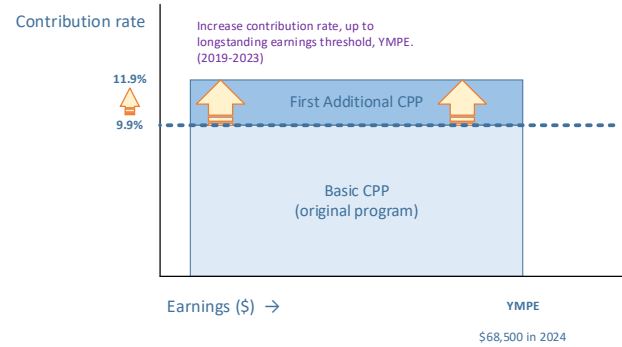 Contribution rate
Increase contribution rate, up to
longstanding earnings threshold, YMPE.
(2019-2023)
11.9%
First Additional CPP
9.9%
Basic CPP
(original program)
Earnings ($) →
YMPE
$68,500 in 2024